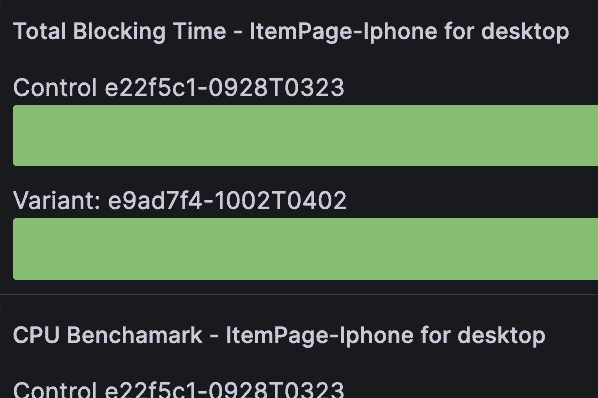 Total Blocking Time - ItemPage-Iphone for desktop
Control e22f5c1-0928T0323
Variant: e9ad7f4-1002T0402
CPU Benchamark - ItemPage-Iphone for desktop
Control e22f5c1-0928T0323